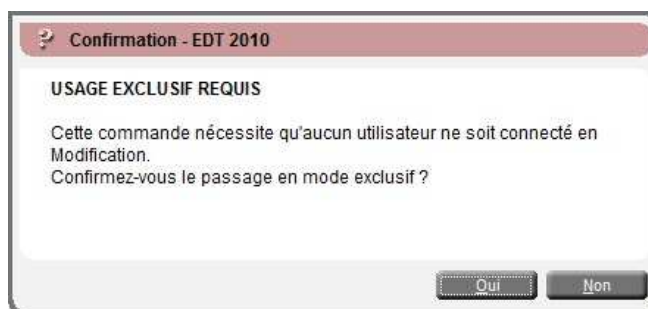 Confirmation - EDT 2010
USAGE EXCLUSIF REQUIS
Cette commande nécessite qu'aucun utilisateur ne soit connecté en
Modification.
Confirmez-vous le passage en mode exclusif ?
Oui Non